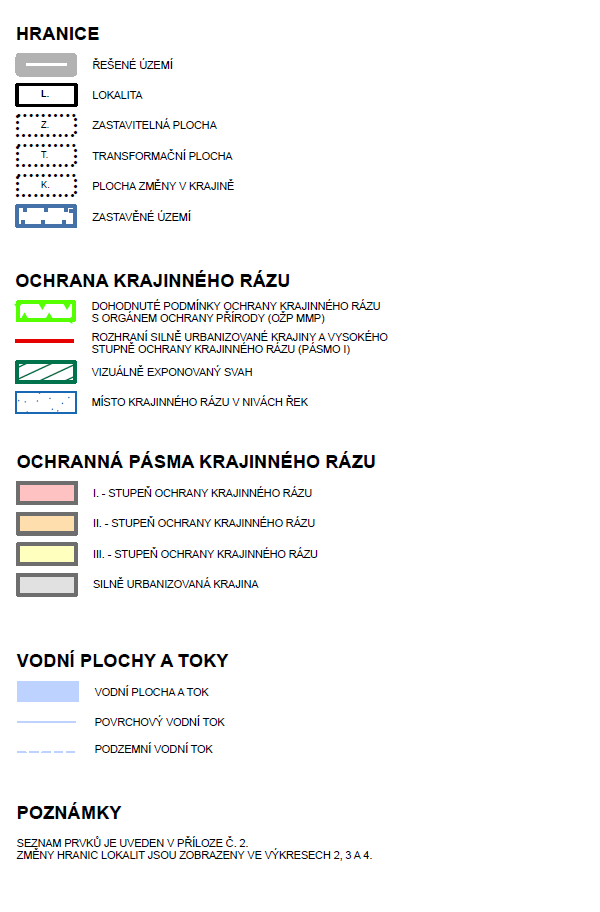 HRANICE
ŘEŠENÉ ÚZEMÍ
L. LOKALITA
Z. ZASTAVITELNÁ PLOCHA
T. TRANSFORMAČNÍ PLOCHA
K. PLOCHA ZMĚNY V KRAJINĚ
ZASTAVĚNÉ ÚZEMÍ
OCHRANA KRAJINNÉHO RÁZU
DOHODNUTÉ PODMÍNKY OCHRANY KRAJINNÉHO RÁZU
S ORGÁNEM OCHRANY PŘÍRODY (OŽP MMP)
ROZHRANÍ SILNĚ URBANIZOVANÉ KRAJINY A VYSOKÉHO
STUPNĚ OCHRANY KRAJINNÉHO RÁZU (PÁSMO I)
VIZUÁLNĚ EXPONOVANÝ SVAH
MÍSTO KRAJINNÉHO RÁZU V NIVÁCH ŘEK
OCHRANNÁ PÁSMA KRAJINNÉHO RÁZU
I. - STUPEŇ OCHRANY KRAJINNÉHO RÁZU
II. - STUPEŇ OCHRANY KRAJINNÉHO RÁZU
III. - STUPEŇ OCHRANY KRAJINNÉHO RÁZU
SILNĚ URBANIZOVANÁ KRAJINA
VODNÍ PLOCHY A TOKY
VODNÍ PLOCHA A TOK
POVRCHOVÝ VODNÍ TOK
PODZEMNÍ VODNÍ TOK
POZNÁMKY
SEZNAM PRVKŮ JE UVEDEN V PŘÍLOZE Č. 2.
ZMĚNY HRANIC LOKALIT JSOU ZOBRAZENY VE VÝKRESECH 2, 3 A 4.